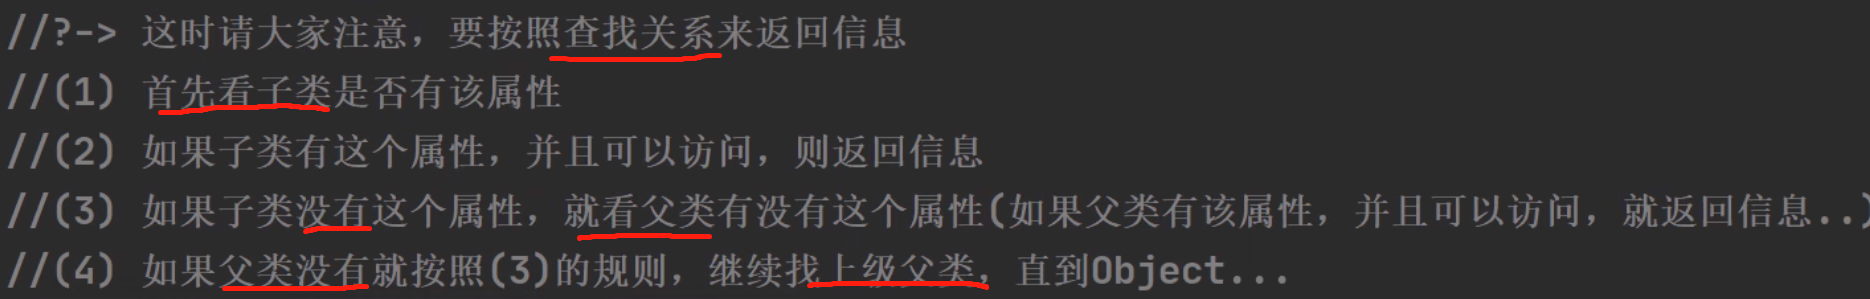 //?-> 这时请大家注意，要按照查找关系来返回信息
//(1) 首先看子类是否有该属性
//(2) 如果子类有这个属性，并且可以访问，则返回信息
//(3) 如果子类没有这个属性，就看父类有没有这个属性(如果父类有该属性，并且可以访问，就返回信息..)
//(4) 如果父类没有就按照(3)的规则，继续找上级父类，直到Object...